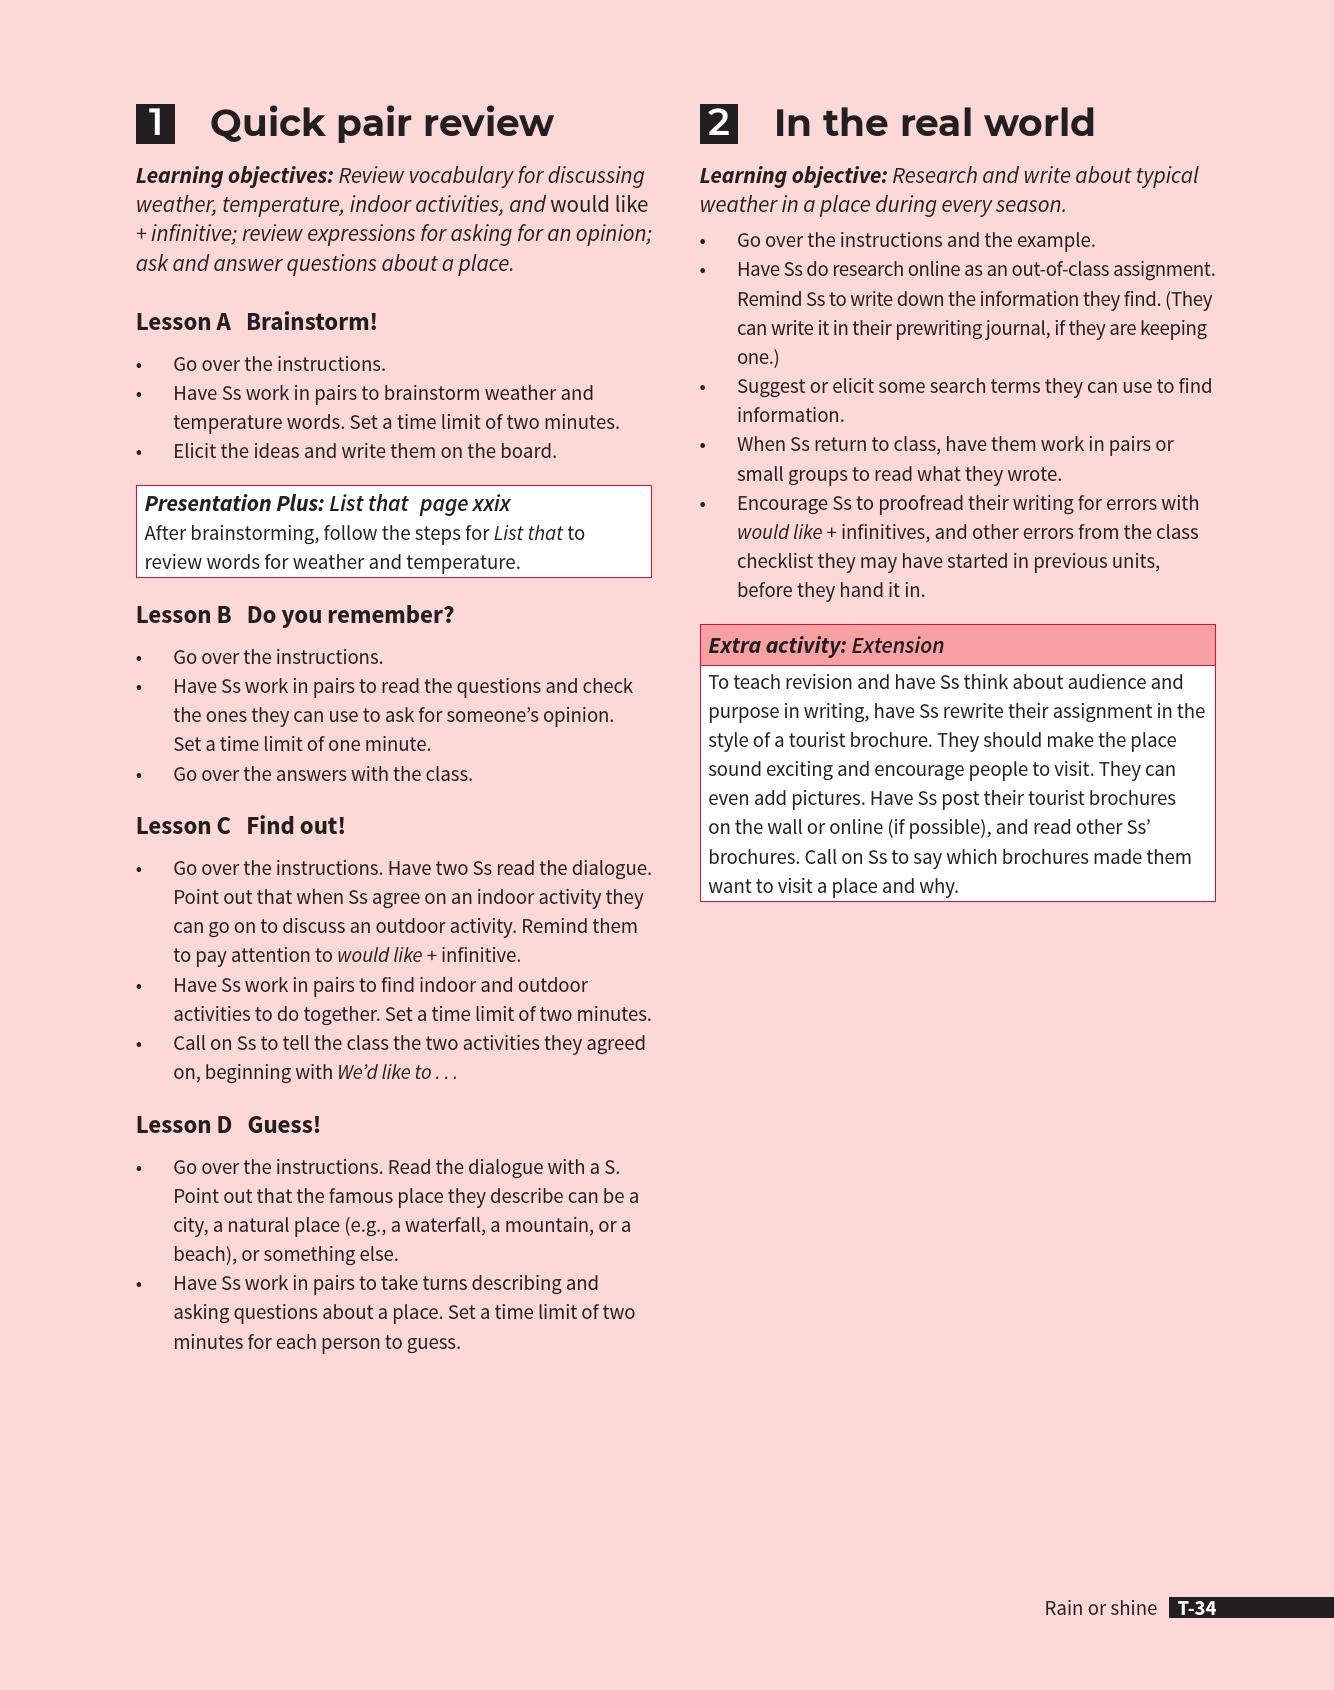 1 Quick pair review
Learning objectives: Review vocabulary for discussing
weather, temperature, indoor activities, and would like
+ infinitive; review expressions for asking for an opinion;
ask and answer questions about a place.
Lesson A Brainstorm!
• Go over the instructions.
• Have Ss work in pairs to brainstorm weather and
temperature words. Set a time limit of two minutes.
• Elicit the ideas and write them on the board.
Presentation Plus: List that page xxix
After brainstorming, follow the steps for List that to
review words for weather and temperature.
Lesson B Do you remember?
• Go over the instructions.
• Have Ss work in pairs to read the questions and check
the ones they can use to ask for someone’s opinion.
Set a time limit of one minute.
• Go over the answers with the class.
Lesson C Find out!
• Go over the instructions. Have two Ss read the dialogue.
Point out that when Ss agree on an indoor activity they
can go on to discuss an outdoor activity. Remind them
to pay attention to would like + infinitive.
• Have Ss work in pairs to find indoor and outdoor
activities to do together. Set a time limit of two minutes.
• Call on Ss to tell the class the two activities they agreed
on, beginning with We’d like to . . .
Lesson D Guess!
• Go over the instructions. Read the dialogue with a S.
Point out that the famous place they describe can be a
city, a natural place (e.g., a waterfall, a mountain, or a
beach), or something else.
• Have Ss work in pairs to take turns describing and
asking questions about a place. Set a time limit of two
minutes for each person to guess.
2 In the real world
Learning objective: Research and write about typical
weather in a place during every season.
• Go over the instructions and the example.
• Have Ss do research online as an out-of-class assignment.
Remind Ss to write down the information they find. (They
can write it in their prewriting journal, if they are keeping
one.)
• Suggest or elicit some search terms they can use to find
information.
• When Ss return to class, have them work in pairs or
small groups to read what they wrote.
• Encourage Ss to proofread their writing for errors with
would like + infinitives, and other errors from the class
checklist they may have started in previous units,
before they hand it in.
Extra activity: Extension
To teach revision and have Ss think about audience and
purpose in writing, have Ss rewrite their assignment in the
style of a tourist brochure. They should make the place
sound exciting and encourage people to visit. They can
even add pictures. Have Ss post their tourist brochures
on the wall or online (if possible), and read other Ss’
brochures. Call on Ss to say which brochures made them
want to visit a place and why.
Rain or shine T-34